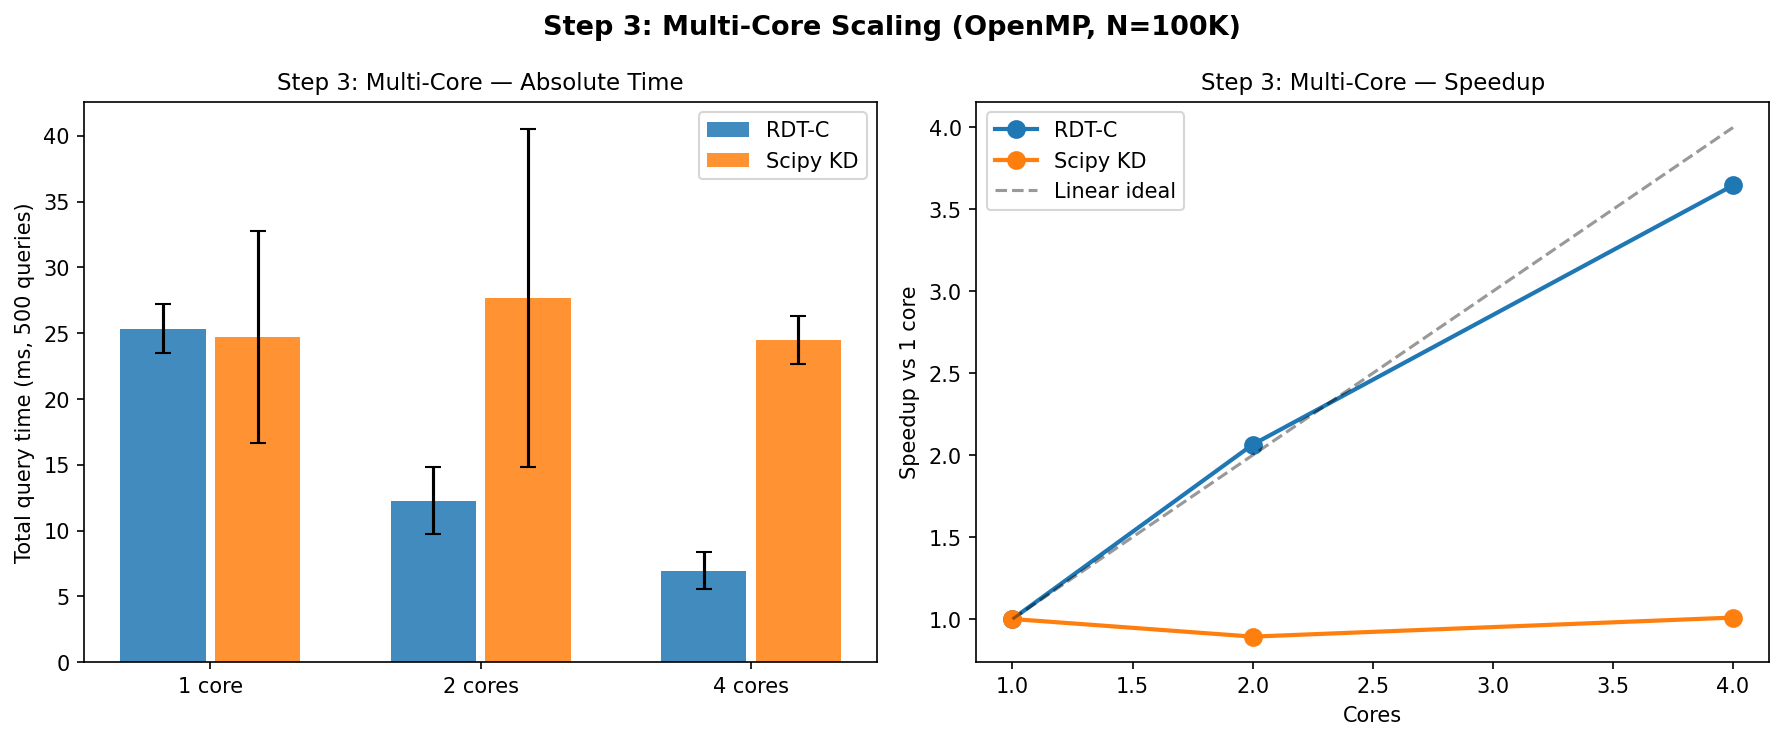 Step 3: Multi-Core Scaling (OpenMP, N=100K)
Step 3: Multi-Core — Absolute Time
Total query time (ms, 500 queries)
40
35
30
25
20
15
10
5
0
RDT-C
Scipy KD
1 core
2 cores
4 cores
Step 3: Multi-Core — Speedup
Speedup vs 1 core
4.0
3.5
3.0
2.5
2.0
1.5
1.0
RDT-C
Scipy KD
Linear ideal
1.0
1.5
2.0
2.5
3.0
3.5
4.0
Cores